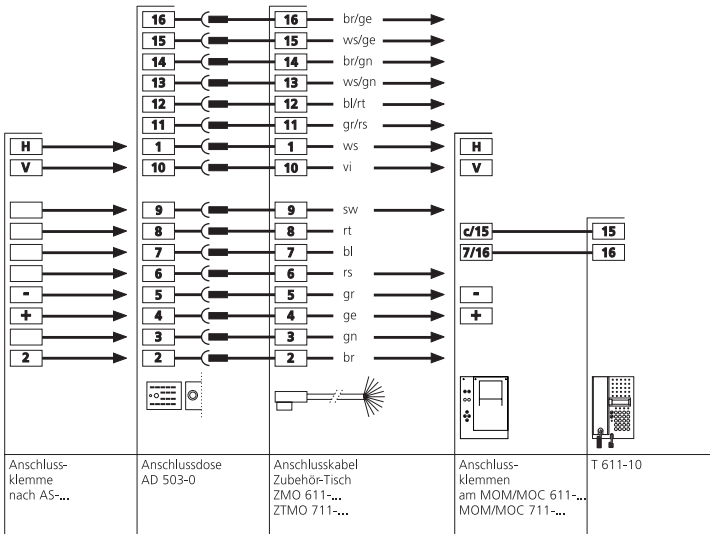 16 16 br/ge
15 15 ws/ge
14 14 br/gn
13 13 ws/gn
12 12 bl/rt
11 11 gr/rs
H 1 1 ws H
V 10 10 vi V
9 9 sw
8 8 rt c/15 15
7 7 bl 7/16 16
6 6 rs
- 5 5 gr -
+ 4 4 ge +
3 3 gn
2 2 2 br
Anschluss-
klemme
nach AS-...
Anschlussdose
AD 503-0
Anschlusskabel
Zubehör-Tisch
ZMO 611-...
ZTMO 711-...
Anschluss-
klemmen
am MOM/MOC 611-...
MOM/MOC 711-...
T 611-10